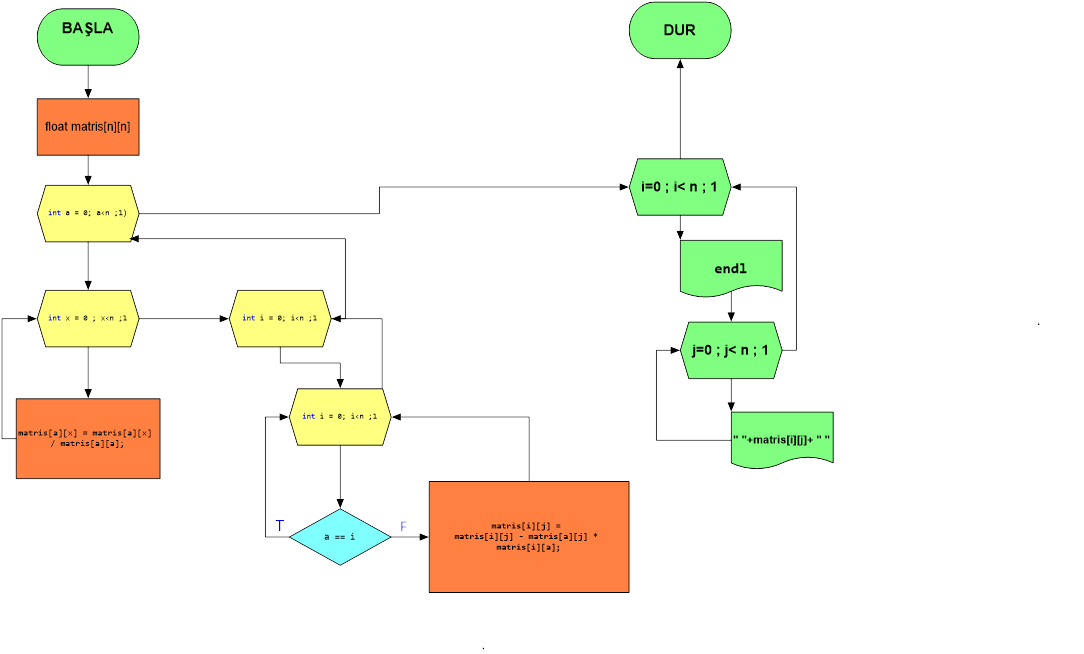 BAŞLA
float matris[n][n]
int a = 0; a<n ;1)
int x = 0 ; x<n ;1
matris[a][x] = matris[a][x]
/ matris[a][a];
int i = 0; i<n ;1
int i = 0; i<n ;1
T
a == i
F
matris[i][j] =
matris[i][j] - matris[a][j] *
matris[i][a];
DUR
i=0 ; i< n ; 1
endl
j=0 ; j< n ; 1
" "+matris[i][j]+ " "